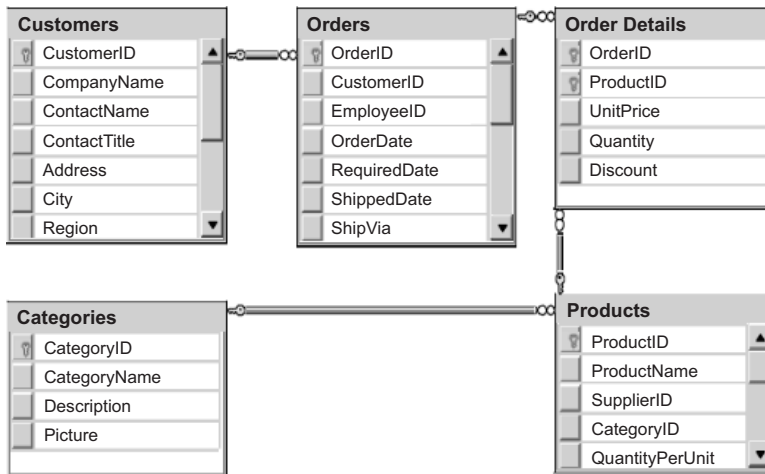 Customers
CustomerID
CompanyName
ContactName
ContactTitle
Address
City
Region
Orders
OrderID
CustomerID
EmployeeID
OrderDate
RequiredDate
ShippedDate
ShipVia
Order Details
OrderID
ProductID
UnitPrice
Quantity
Discount
Categories
CategoryID
CategoryName
Description
Picture
Products
ProductID
ProductName
SupplierID
CategoryID
QuantityPerUnit